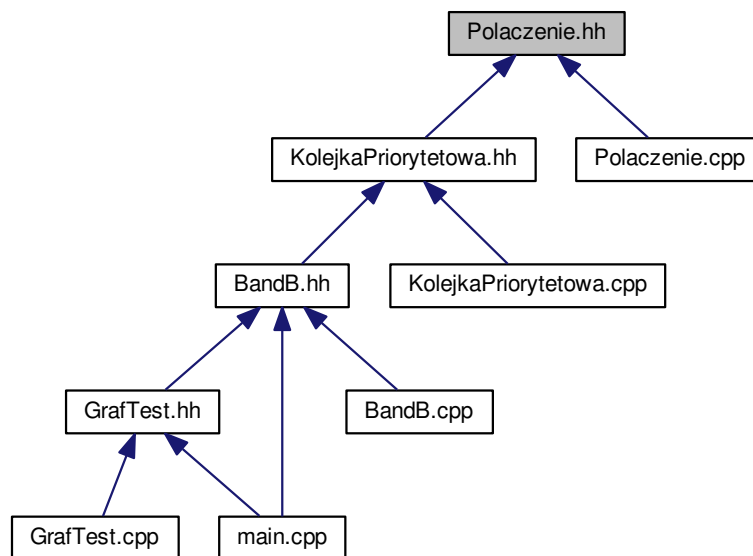 Polaczenie.hh
KolejkaPriorytetowa.hh
Polaczenie.cpp
BandB.hh
KolejkaPriorytetowa.cpp
GrafTest.hh
BandB.cpp
GrafTest.cpp
main.cpp